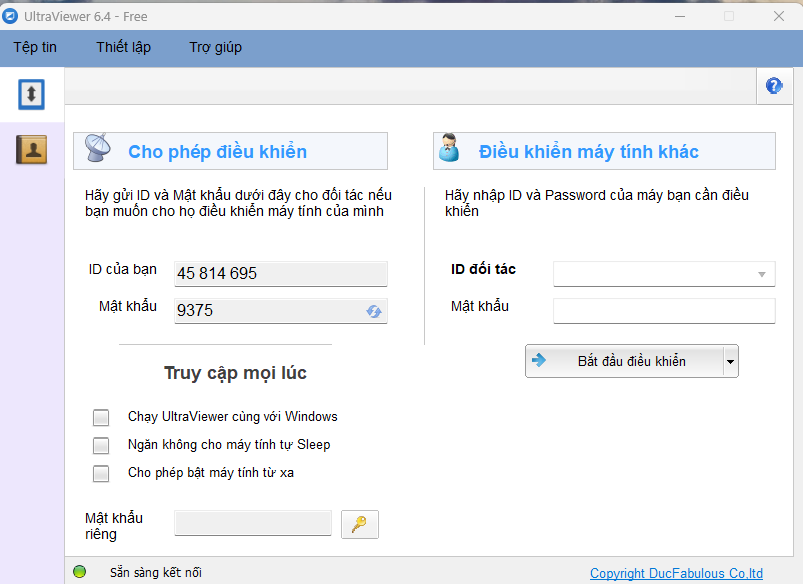 UltraViewer 6.4 - Free
Tệp tin Thiết lập Trợ giúp
Cho phép điều khiển
Hãy gửi ID và Mật khẩu dưới đây cho đối tác nếu
bạn muốn cho họ điều khiển máy tính của mình
ID của bạn 45 814 695
Mật khẩu 9375
Truy cập mọi lúc
Chạy UltraViewer cùng với Windows
Ngăn không cho máy tính tự Sleep
Cho phép bật máy tính từ xa
Mật khẩu
riêng
Điều khiển máy tính khác
Hãy nhập ID và Password của máy bạn cần điều
khiển
ID đối tác
Mật khẩu
Bắt đầu điều khiển
Sẵn sàng kết nối
Copyright DucFabulous Co,ltd